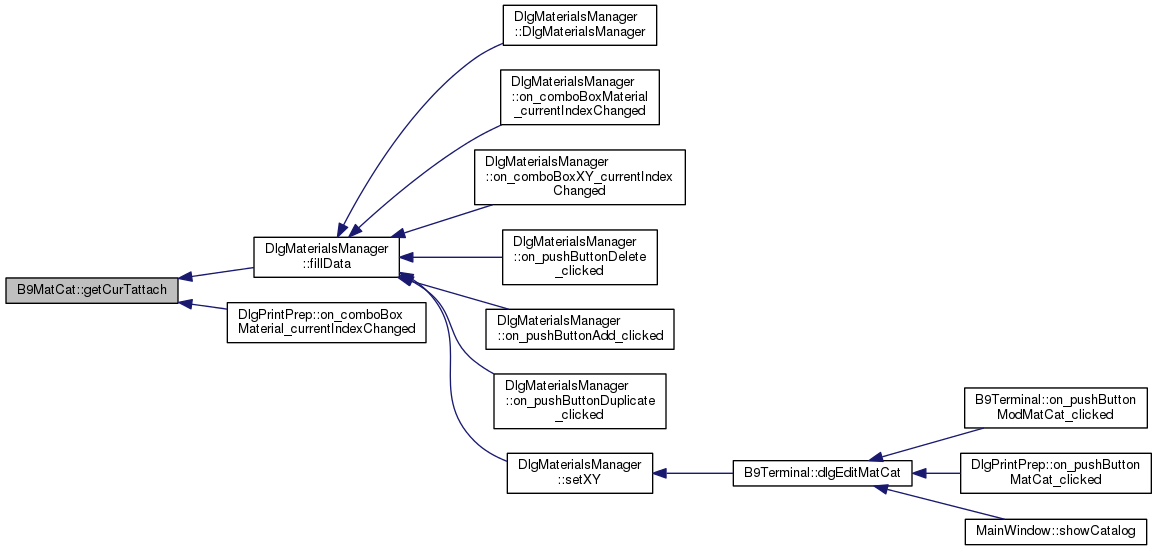 DlgMaterialsManager
::DlgMaterialsManager
DlgMaterialsManager
::on_comboBoxMaterial
_currentIndexChanged
DlgMaterialsManager
::on_comboBoxXY_currentIndex
Changed
DlgMaterialsManager
::fillData
DlgMaterialsManager
::on_pushButtonDelete
_clicked
B9MatCat::getCurTattach
DlgPrintPrep::on_comboBox
Material_currentIndexChanged
DlgMaterialsManager
::on_pushButtonAdd_clicked
DlgMaterialsManager
::on_pushButtonDuplicate
_clicked
DlgMaterialsManager
::setXY
B9Terminal::dlgEditMatCat
B9Terminal::on_pushButton
ModMatCat_clicked
DlgPrintPrep::on_pushButton
MatCat_clicked
MainWindow::showCatalog